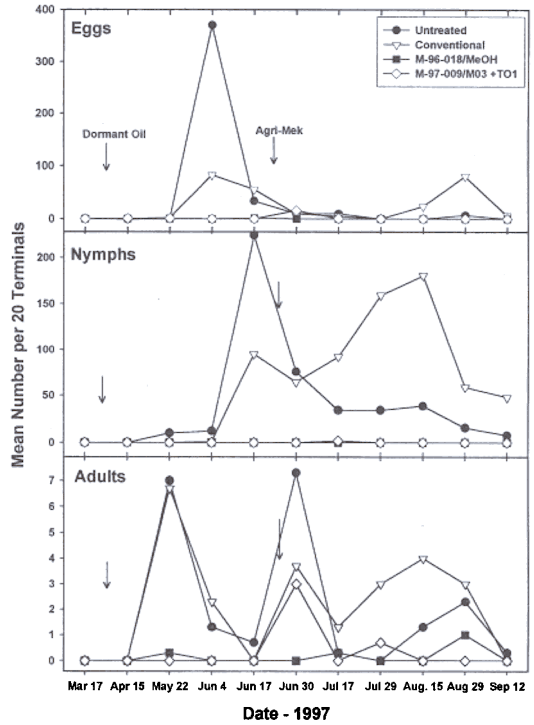 Eggs
Untreated
Conventional
M-96-018/MeOH
M-97-009/M03 +TO1
Dormant Oil
Agri-Mek
400
300
200
100
0
Nymphs
200
150
100
50
0
Adults
7
6
5
4
3
2
1
0
Mean Number per 20 Terminals
Mar 17 Apr 15 May 22 Jun 4 Jun 17 Jun 30 Jul 17 Jul 29 Aug. 15 Aug 29 Sep 12
Date - 1997